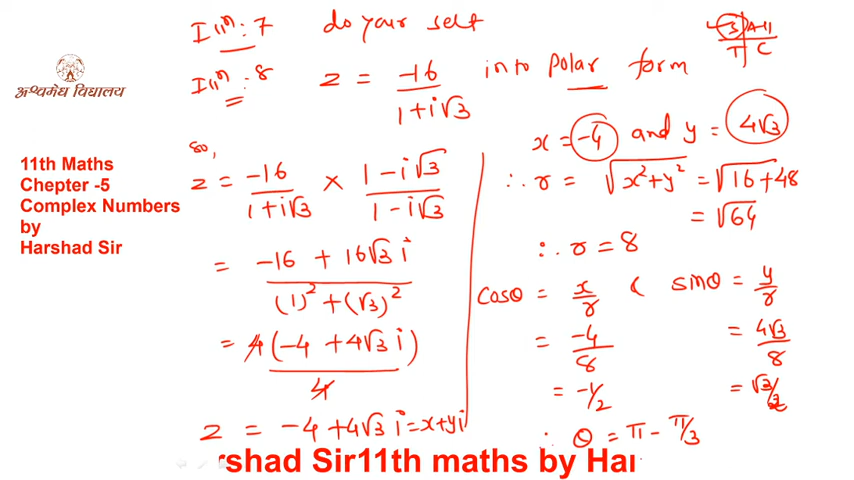 Illⁿ: 7 do your self
Illⁿ: 8 z = -16/(1+i√3) into Polar form
S | A-11
T | C
अश्वमेध विद्यालय
11th Maths
Chepter -5
Complex Numbers
by
Harshad Sir
so,
z = -16/(1+i√3) × (1-i√3)/(1-i√3)
= (-16 + 16√3 i)/((1)² + (√3)²)
= 4(-4 + 4√3 i)/4
z = -4 + 4√3 i = x+yi
x = -4 and y = 4√3
∴ r = √(x²+y²) = √(16+48)
= √64
∴ r = 8
cosθ = x/r & sinθ = y/r
= -4/8 = 4√3/8
= -1/2 = √3/2
∴ θ = π - π/3
rshad Sir11th maths by Har